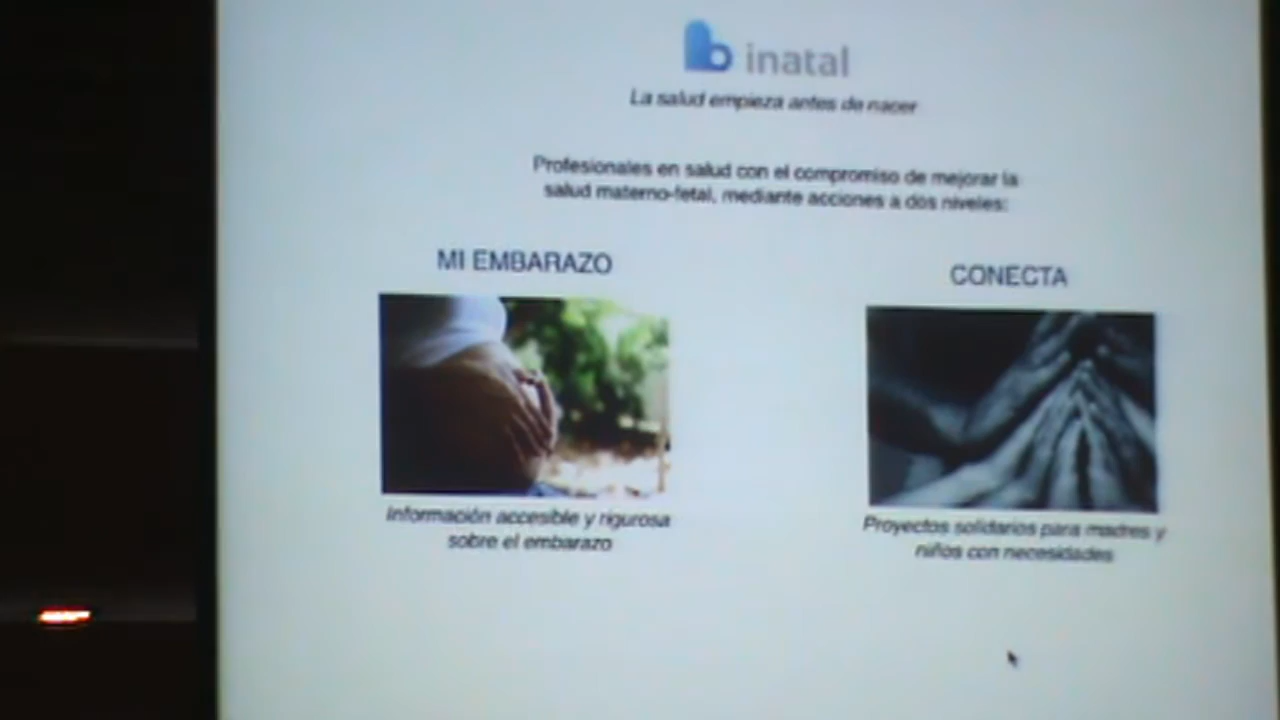 inatal
La salud empieza antes de nacer
Profesionales en salud con el compromiso de mejorar la
salud materno-fetal, mediante acciones a dos niveles:
MI EMBARAZO
CONECTA
Información accesible y rigurosa
sobre el embarazo
Proyectos solidarios para madres y
niños con necesidades